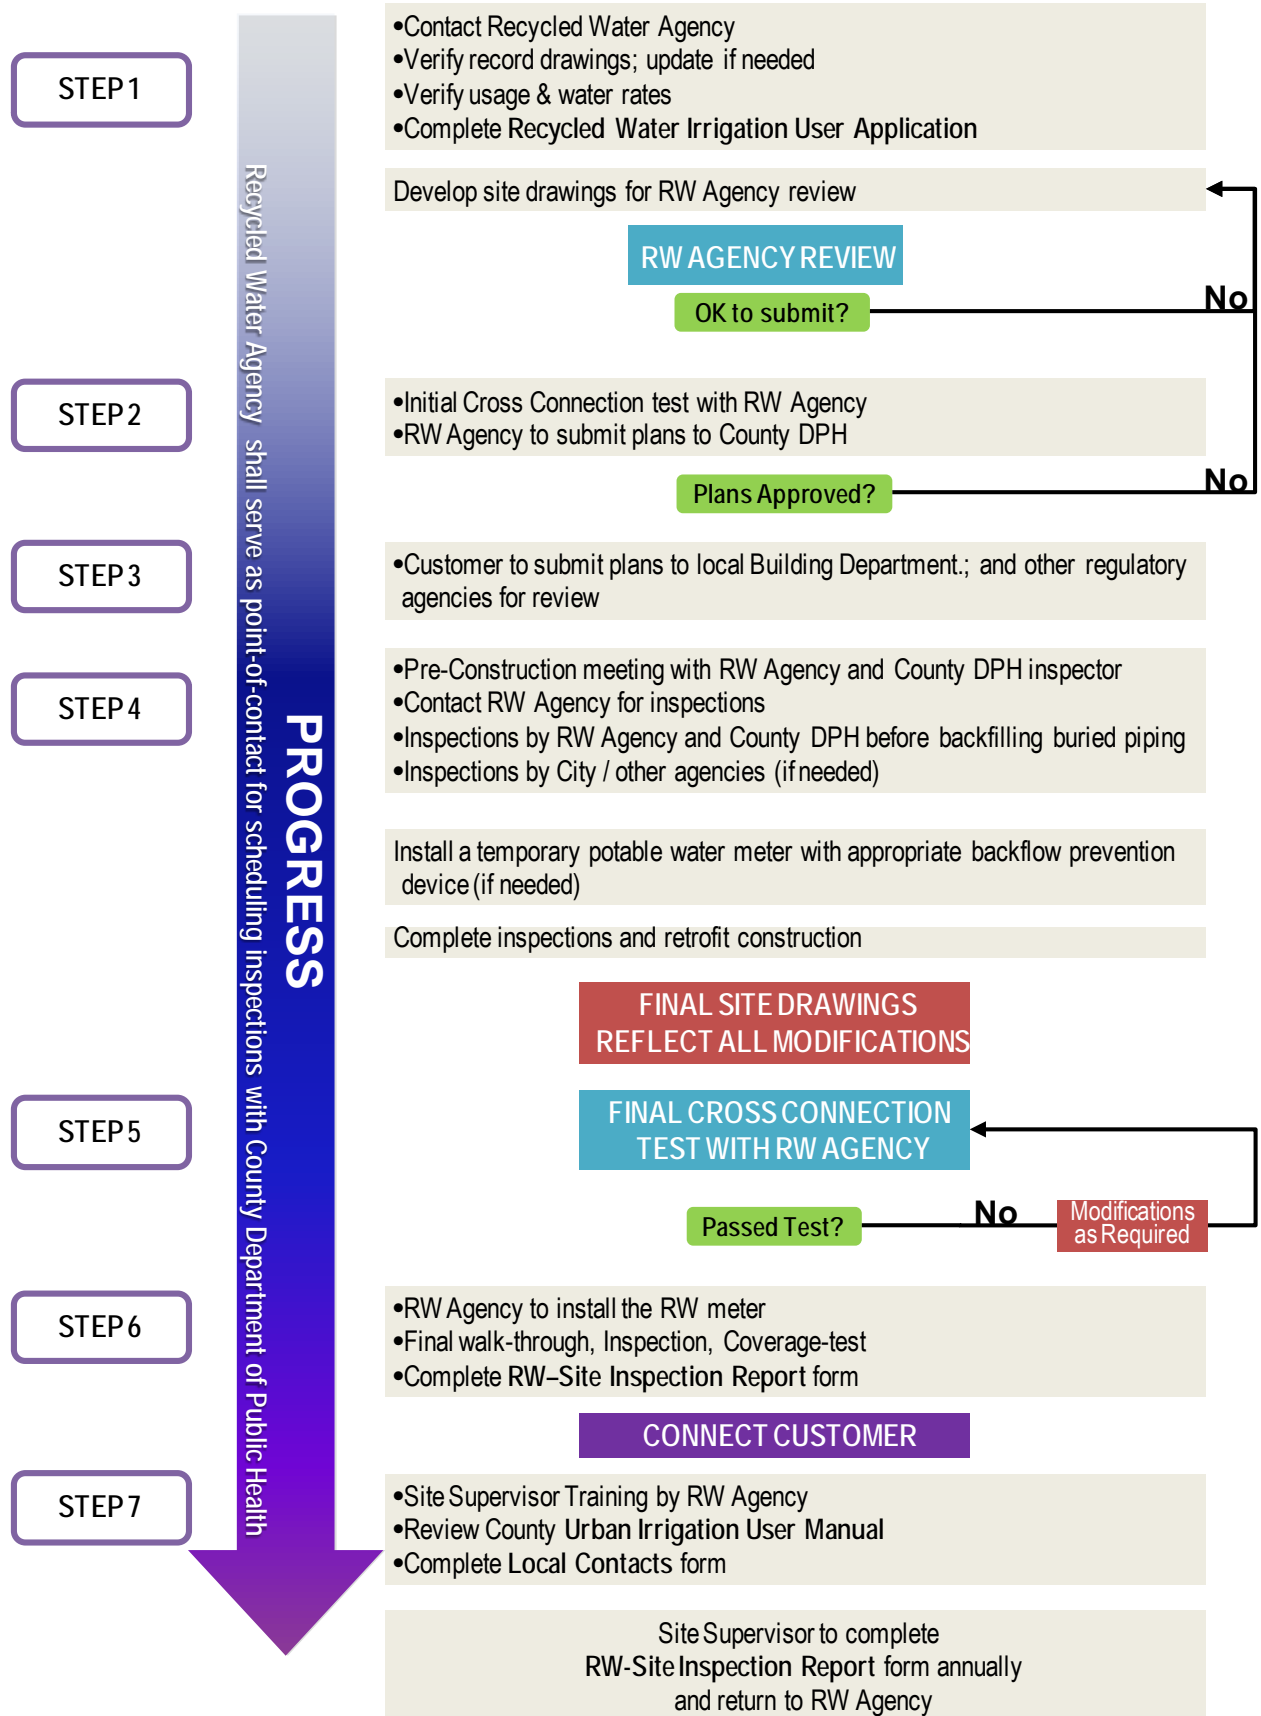 STEP 1
•Contact Recycled Water Agency
•Verify record drawings; update if needed
•Verify usage & water rates
•Complete Recycled Water Irrigation User Application
Develop site drawings for RW Agency review
RW AGENCY REVIEW
OK to submit?
No
STEP 2
•Initial Cross Connection test with RW Agency
•RW Agency to submit plans to County DPH
Plans Approved?
No
STEP 3
•Customer to submit plans to local Building Department.; and other regulatory
agencies for review
STEP 4
•Pre-Construction meeting with RW Agency and County DPH inspector
•Contact RW Agency for inspections
•Inspections by RW Agency and County DPH before backfilling buried piping
•Inspections by City / other agencies (if needed)
Install a temporary potable water meter with appropriate backflow prevention
device (if needed)
Complete inspections and retrofit construction
FINAL SITE DRAWINGS
REFLECT ALL MODIFICATIONS
STEP 5
FINAL CROSS CONNECTION
TEST WITH RW AGENCY
Passed Test?
No
Modifications
as Required
STEP 6
•RW Agency to install the RW meter
•Final walk-through, Inspection, Coverage-test
•Complete RW–Site Inspection Report form
CONNECT CUSTOMER
STEP 7
•Site Supervisor Training by RW Agency
•Review County Urban Irrigation User Manual
•Complete Local Contacts form
Site Supervisor to complete
RW-Site Inspection Report form annually
and return to RW Agency
PROGRESS
Recycled Water Agency shall serve as point-of-contact for scheduling inspections with County Department of Public Health